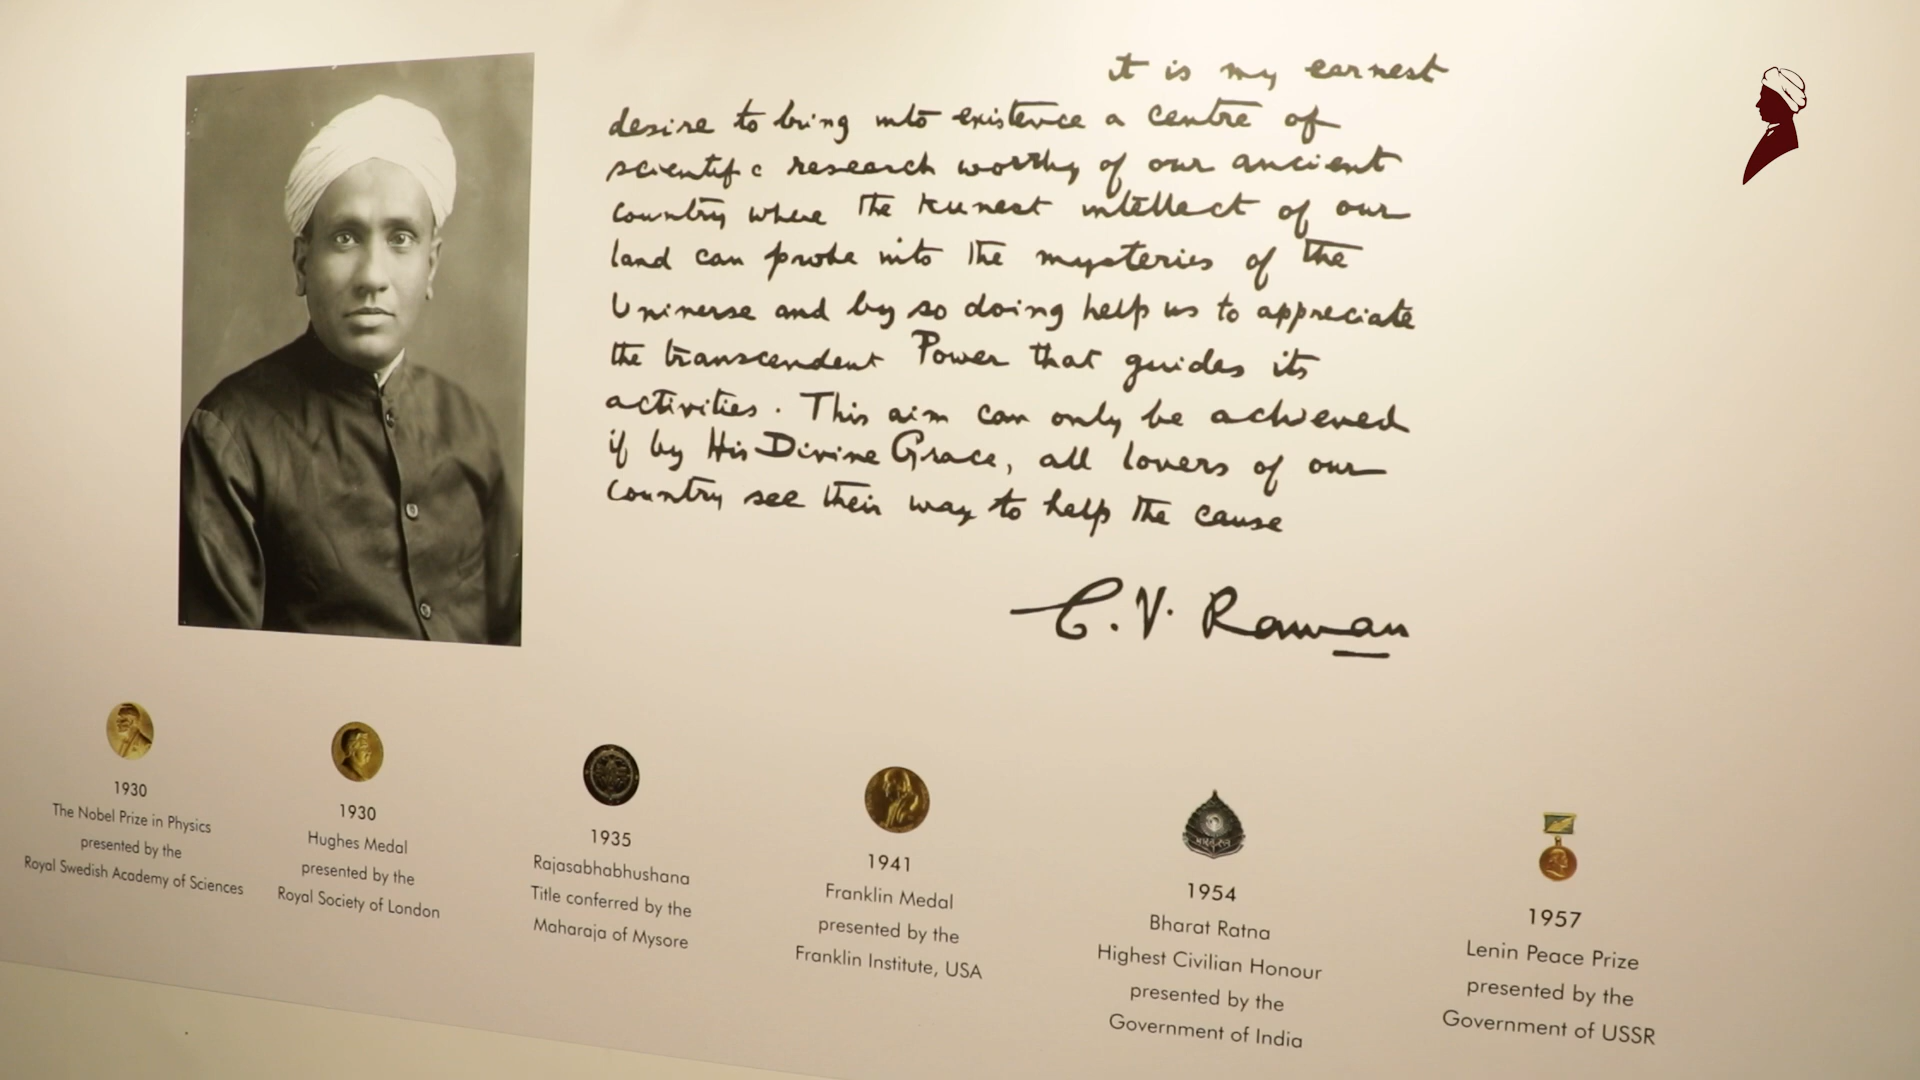 it is my earnest
desire to bring into existence a centre of
scientific research worthy of our ancient
country where the keenest intellect of our
land can probe into the mysteries of the
Universe and by so doing help us to appreciate
the transcendent Power that guides its
activities. This aim can only be achieved
if by His Divine Grace, all lovers of our
country see their way to help the cause
C. V. Raman
1930
The Nobel Prize in Physics
presented by the
Royal Swedish Academy of Sciences
1930
Hughes Medal
presented by the
Royal Society of London
1935
Rajasabhabhushana
Title conferred by the
Maharaja of Mysore
1941
Franklin Medal
presented by the
Franklin Institute, USA
1954
Bharat Ratna
Highest Civilian Honour
presented by the
Government of India
1957
Lenin Peace Prize
presented by the
Government of USSR